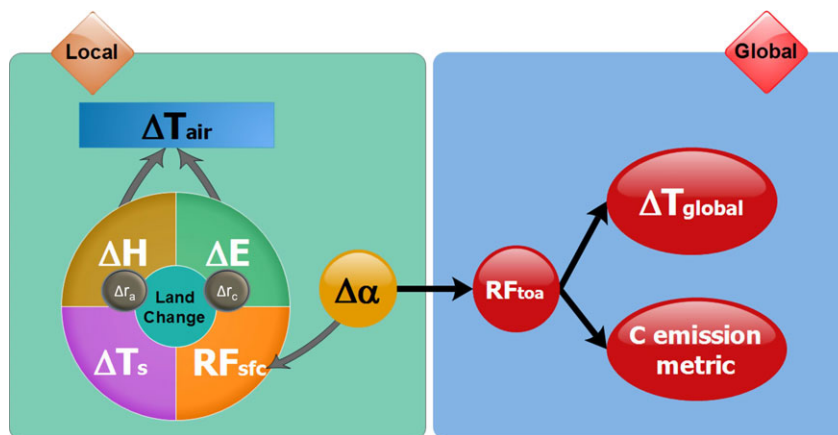 Local
Global
ΔTair
ΔH
ΔE
Δra
Δrc
Land
Change
ΔTs
RFsfc
Δα
RFtoa
ΔTglobal
C emission
metric